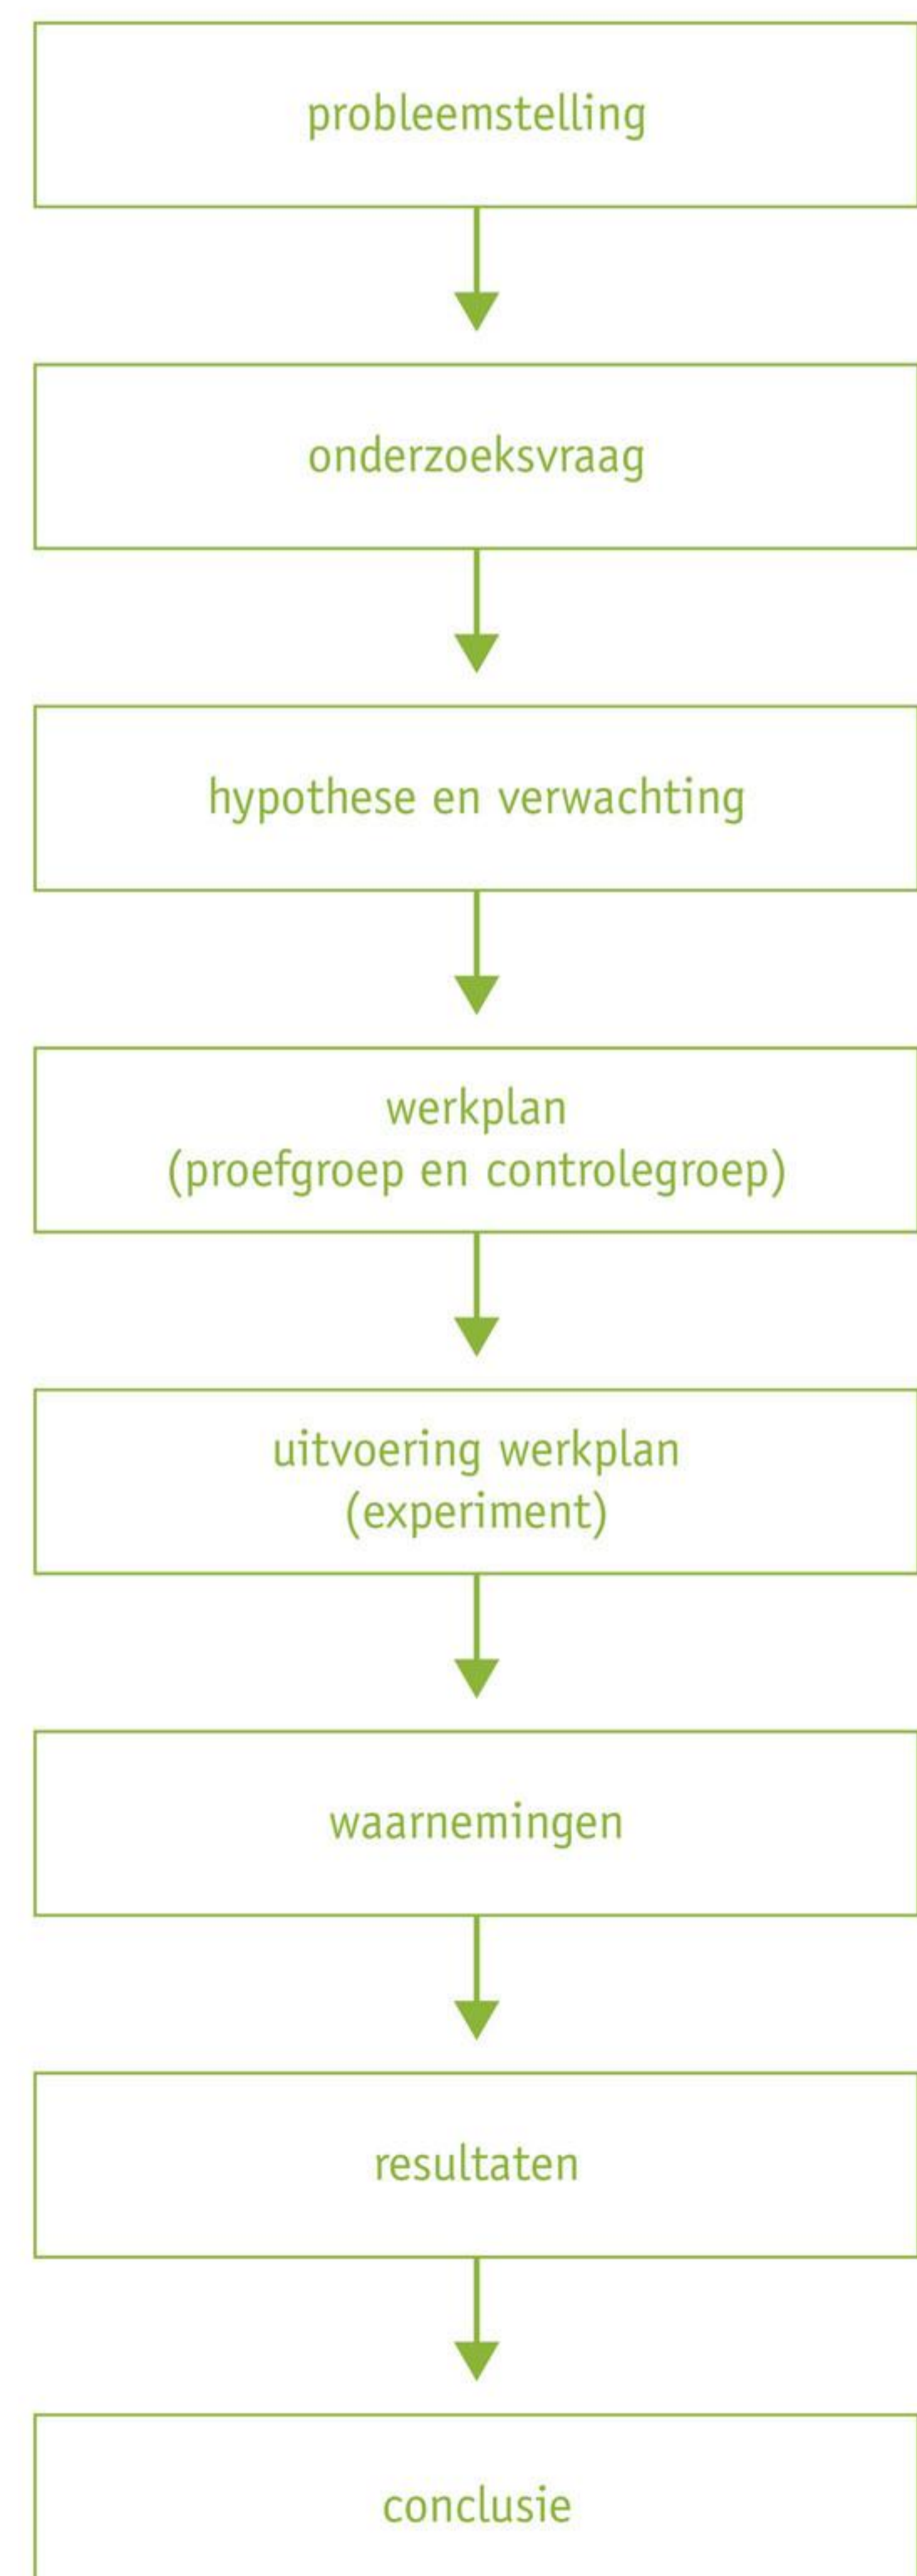 probleemstelling
onderzoeksvraag
hypothese en verwachting
werkplan
(proefgroep en controlegroep)
uitvoering werkplan
(experiment)
waarnemingen
resultaten
conclusie